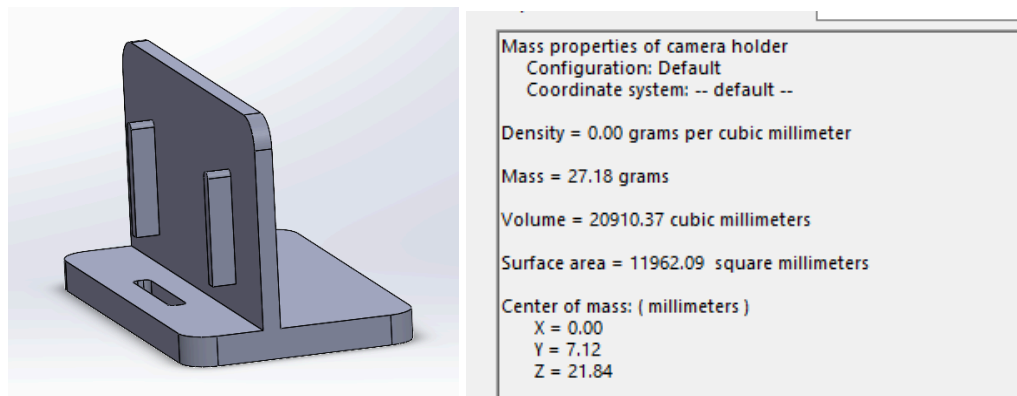 Mass properties of camera holder
Configuration: Default
Coordinate system: -- default --
Density = 0.00 grams per cubic millimeter
Mass = 27.18 grams
Volume = 20910.37 cubic millimeters
Surface area = 11962.09 square millimeters
Center of mass: ( millimeters )
X = 0.00
Y = 7.12
Z = 21.84